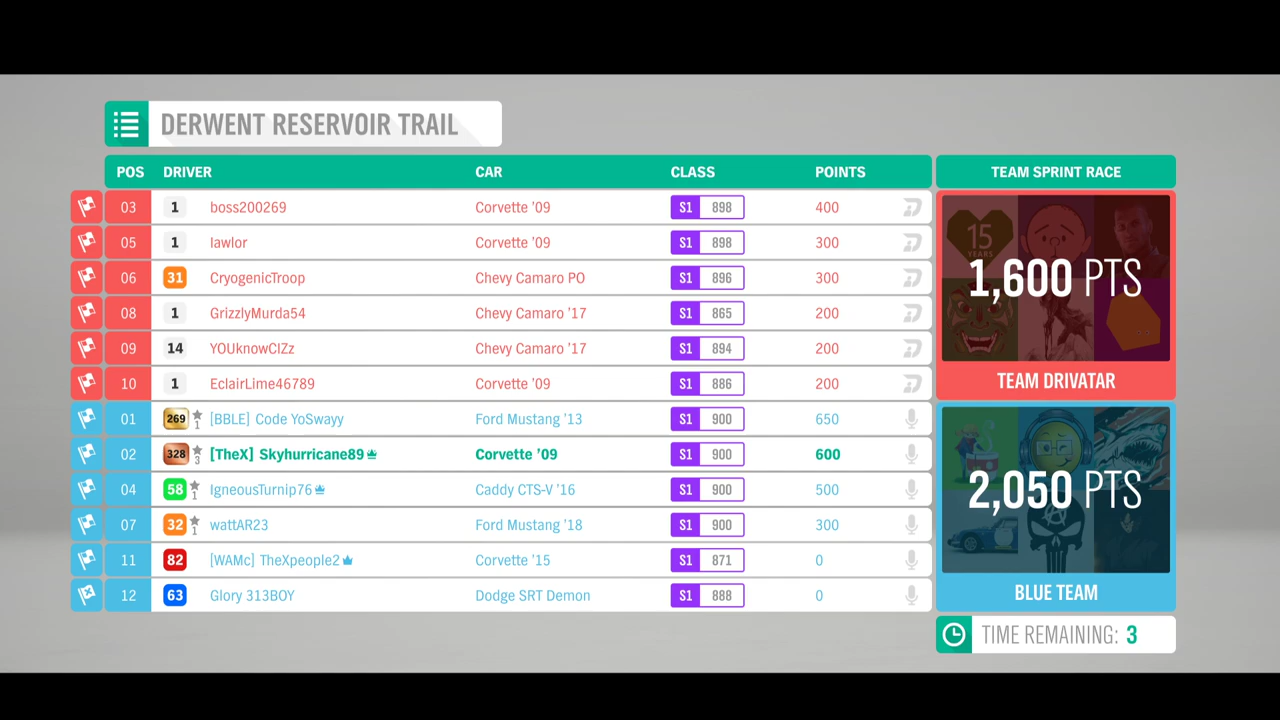 DERWENT RESERVOIR TRAIL
POS DRIVER CAR CLASS POINTS TEAM SPRINT RACE
03 1 boss200269 Corvette '09 S1 898 400
05 1 lawlor Corvette '09 S1 898 300
06 31 CryogenicTroop Chevy Camaro PO S1 896 300
08 1 GrizzlyMurda54 Chevy Camaro '17 S1 865 200
09 14 YOUknowCIZz Chevy Camaro '17 S1 894 200
10 1 EclairLime46789 Corvette '09 S1 886 200
15 YEARS
1,600 PTS
TEAM DRIVATAR
01 269 1 [BBLE] Code YoSwayy Ford Mustang '13 S1 900 650
02 328 3 [TheX] Skyhurricane89 Corvette '09 S1 900 600
04 58 1 IgneousTurnip76 Caddy CTS-V '16 S1 900 500
07 32 1 wattAR23 Ford Mustang '18 S1 900 300
11 82 [WAMc] TheXpeople2 Corvette '15 S1 871 0
12 63 Glory 313BOY Dodge SRT Demon S1 888 0
2,050 PTS
BLUE TEAM
TIME REMAINING: 3